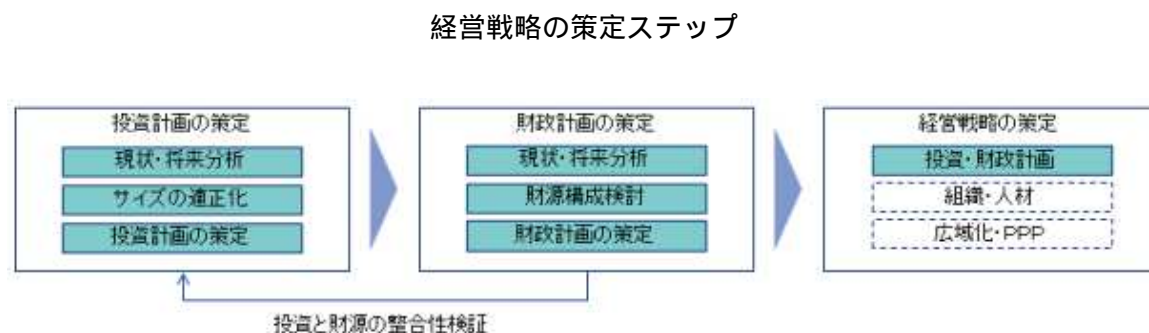 経営戦略の策定ステップ
投資計画の策定
現状・将来分析
サイズの適正化
投資計画の策定
財政計画の策定
現状・将来分析
財源構成検討
財政計画の策定
経営戦略の策定
投資・財政計画
組織・人材
広域化・PPP
投資と財源の整合性検証